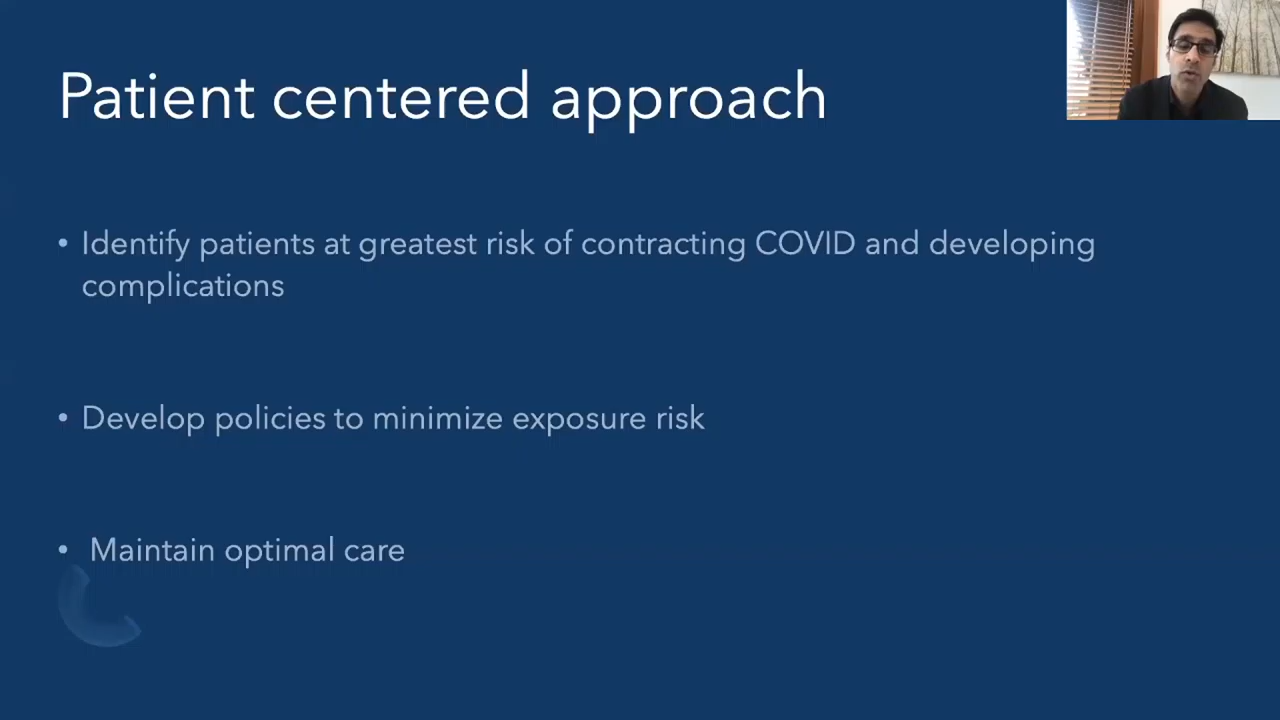 Patient centered approach
• Identify patients at greatest risk of contracting COVID and developing
complications
• Develop policies to minimize exposure risk
• Maintain optimal care